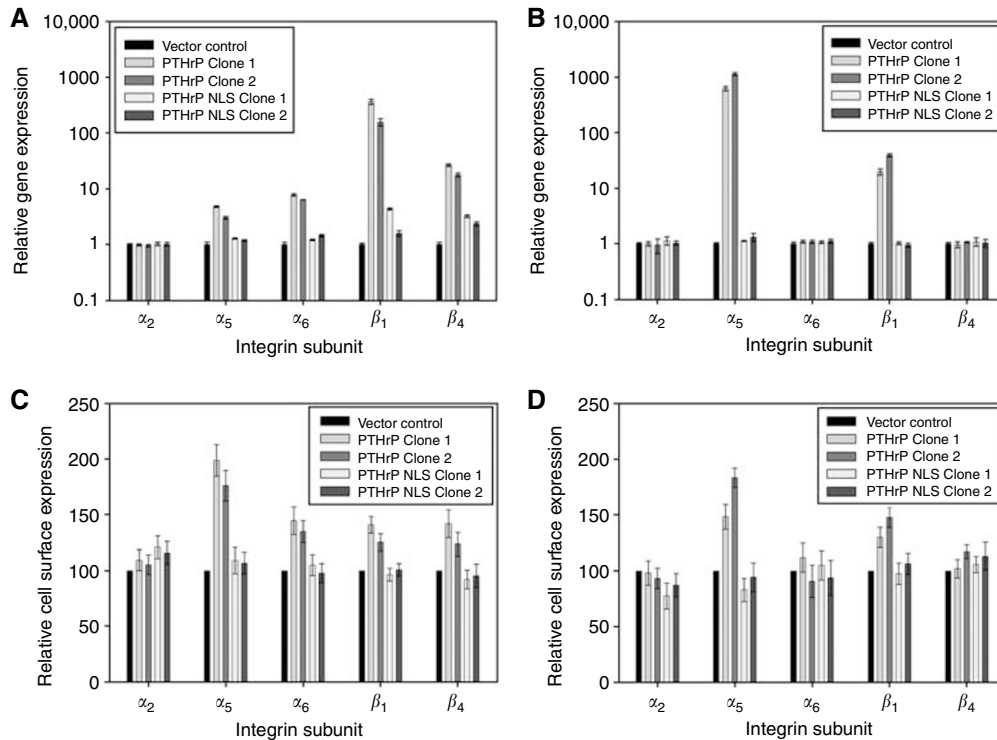 A
10,000
1000
100
10
1
0.1
Relative gene expression
Vector control
PTHrP Clone 1
PTHrP Clone 2
PTHrP NLS Clone 1
PTHrP NLS Clone 2
α2 α5 α6 β1 β4
Integrin subunit
B
10,000
1000
100
10
1
0.1
Relative gene expression
Vector control
PTHrP Clone 1
PTHrP Clone 2
PTHrP NLS Clone 1
PTHrP NLS Clone 2
α2 α5 α6 β1 β4
Integrin subunit
C
250
200
150
100
50
0
Relative cell surface expression
Vector control
PTHrP Clone 1
PTHrP Clone 2
PTHrP NLS Clone 1
PTHrP NLS Clone 2
α2 α5 α6 β1 β4
Integrin subunit
D
250
200
150
100
50
0
Relative cell surface expression
Vector control
PTHrP Clone 1
PTHrP Clone 2
PTHrP NLS Clone 1
PTHrP NLS Clone 2
α2 α5 α6 β1 β4
Integrin subunit